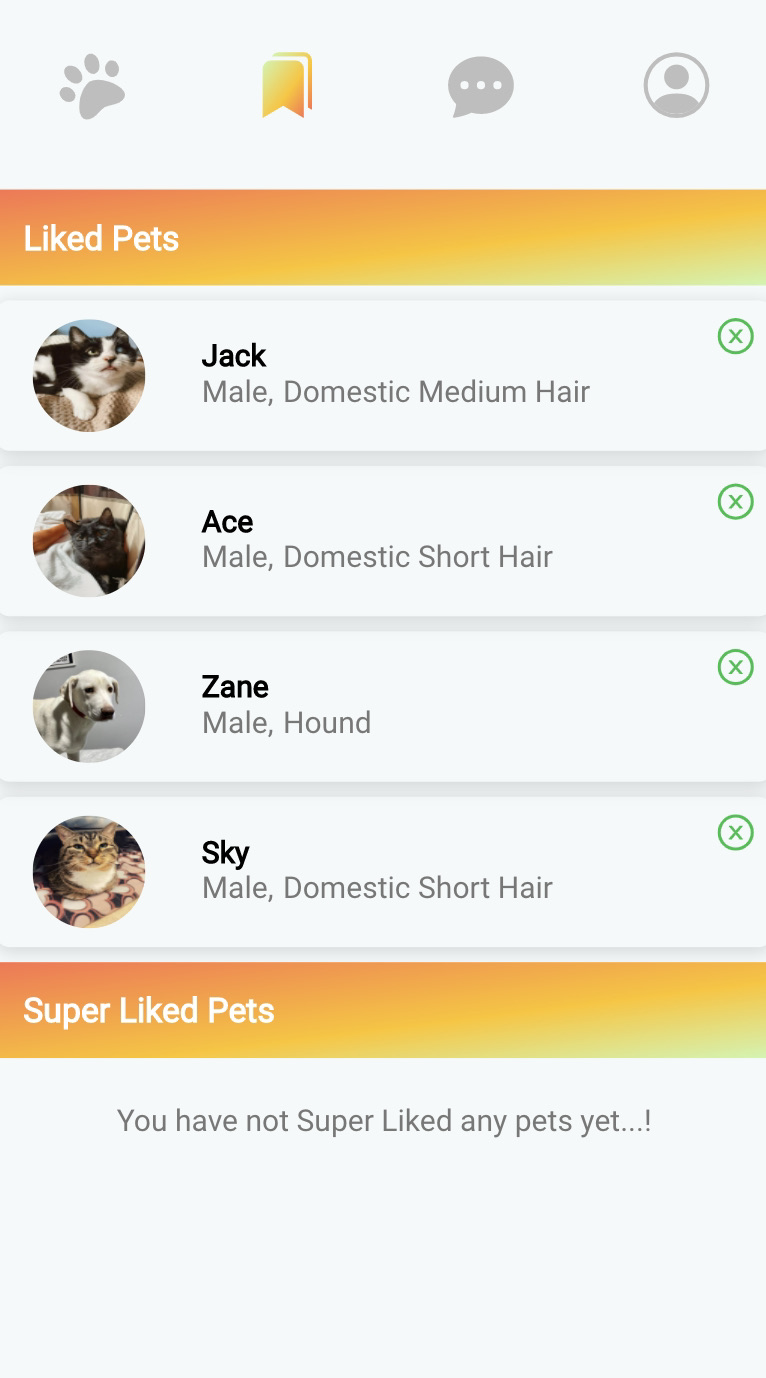 Liked Pets
Jack
Male, Domestic Medium Hair
Ace
Male, Domestic Short Hair
Zane
Male, Hound
Sky
Male, Domestic Short Hair
Super Liked Pets
You have not Super Liked any pets yet...!